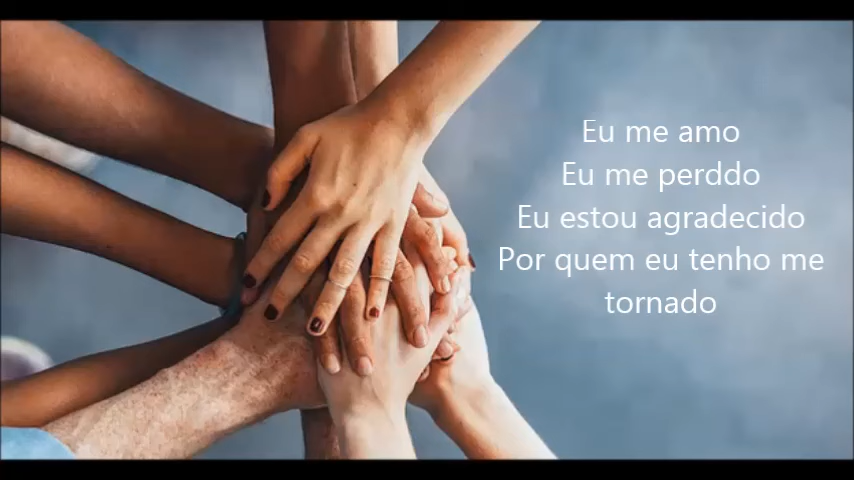 Eu me amo
Eu me perddo
Eu estou agradecido
Por quem eu tenho me
tornado